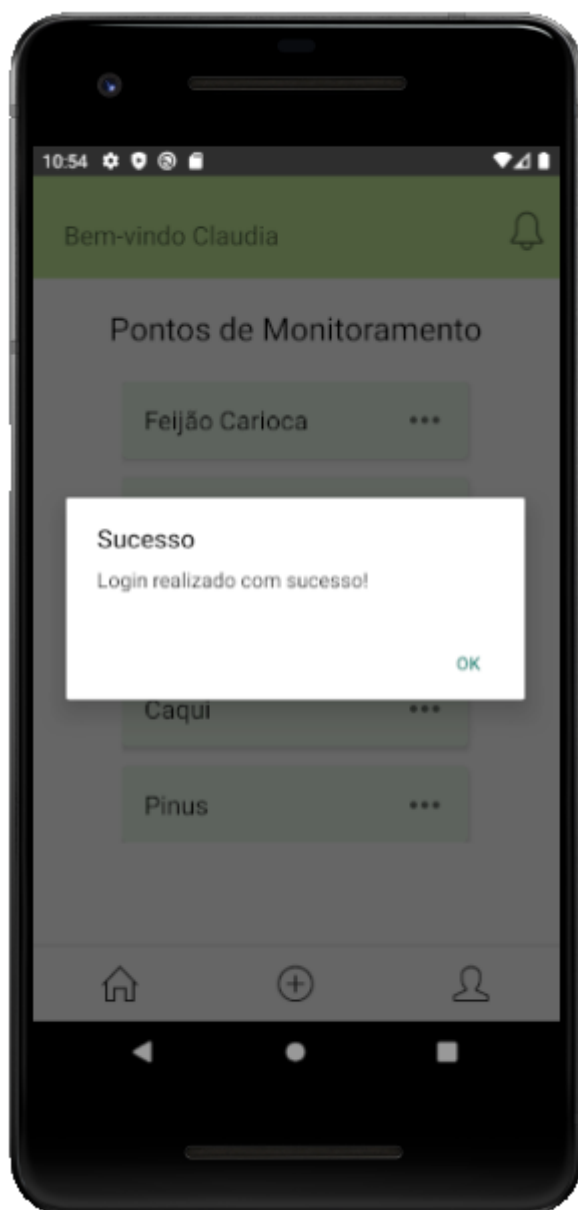 10:54
Bem-vindo Claudia
Pontos de Monitoramento
Feijão Carioca
Sucesso
Login realizado com sucesso!
OK
Caqui
Pinus